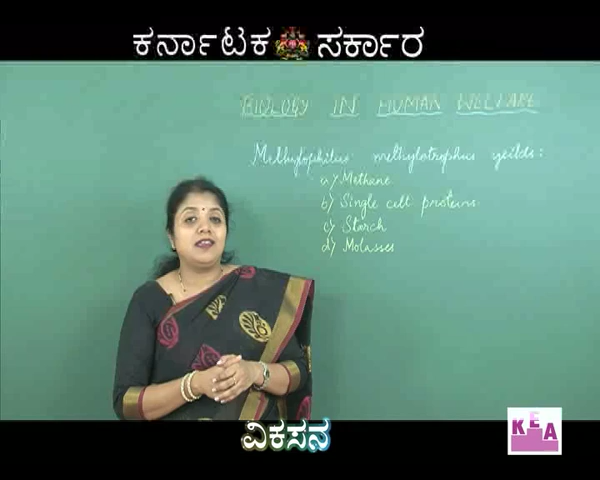 ಕರ್ನಾಟಕ ಸರ್ಕಾರ
BIOLOGY IN HUMAN WELFARE
Methylophilus methylotrophus yeilds:
a) Methane
b) Single cell proteins
c) Starch
d) Molasses
ವಿಕಸನ
KEA